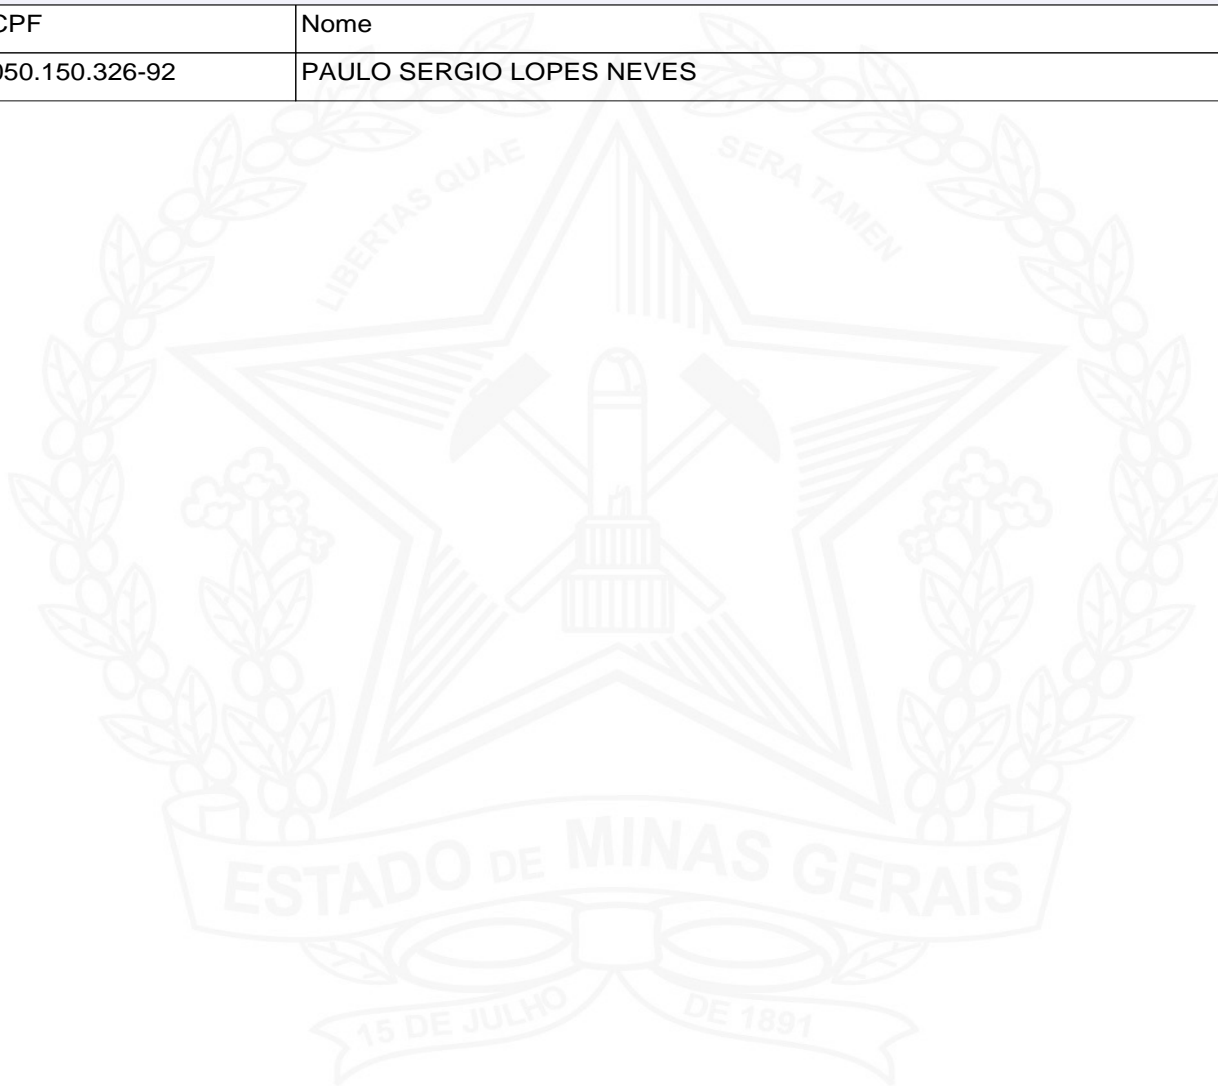 CPF Nome
050.150.326-92 PAULO SERGIO LOPES NEVES
LIBERTAS QUAE SERA TAMEN
ESTADO DE MINAS GERAIS
15 DE JULHO DE 1891